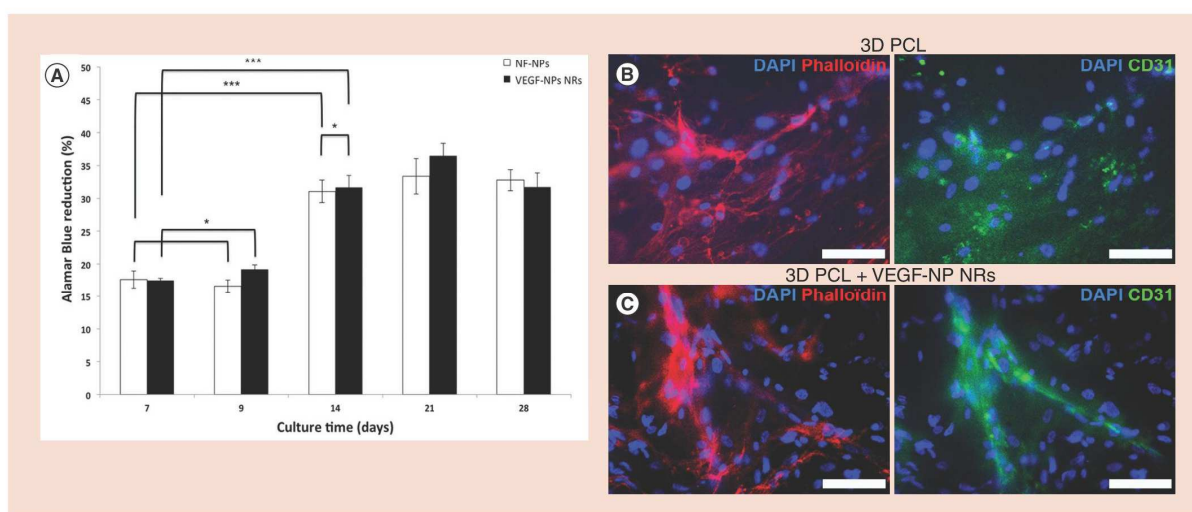 A
50
45
40
35
30
25
20
15
10
5
0
Alamar Blue reduction (%)
NF-NPs
VEGF-NPs NRs
***
***
*
*
7 9 14 21 28
Culture time (days)
3D PCL
B
DAPI Phalloïdin
DAPI CD31
3D PCL + VEGF-NP NRs
C
DAPI Phalloïdin
DAPI CD31